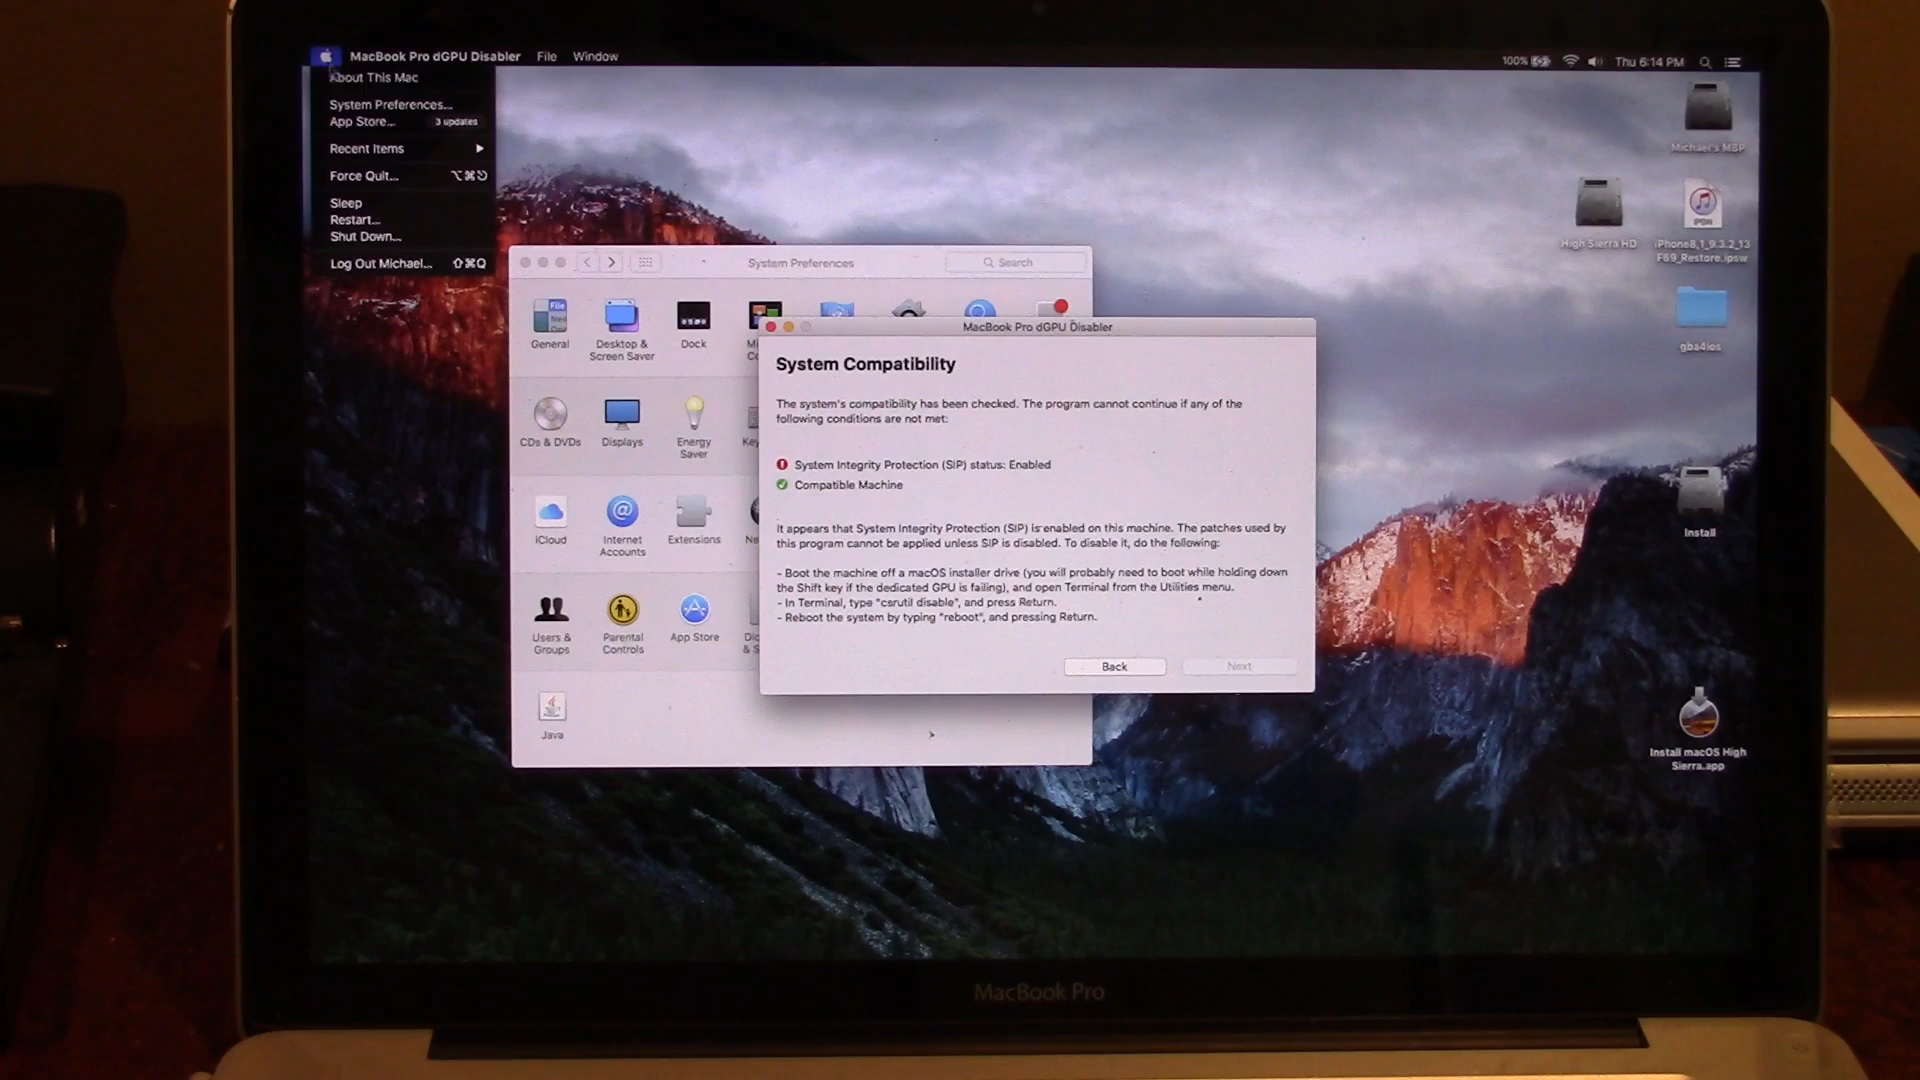 MacBook Pro dGPU Disabler File Window
100% Thu 6:14 PM
About This Mac
System Preferences...
App Store... 3 updates
Recent Items
Force Quit...
Sleep
Restart...
Shut Down...
Log Out Michael... ⇧⌘Q
System Preferences
Search
General
Desktop &
Screen Saver
Dock
CDs & DVDs
Displays
Energy
Saver
iCloud
Internet
Accounts
Extensions
Users &
Groups
Parental
Controls
App Store
Java
MacBook Pro dGPU Disabler
System Compatibility
The system's compatibility has been checked. The program cannot continue if any of the
following conditions are not met:
System Integrity Protection (SIP) status: Enabled
Compatible Machine
It appears that System Integrity Protection (SIP) is enabled on this machine. The patches used by
this program cannot be applied unless SIP is disabled. To disable it, do the following:
- Boot the machine off a macOS installer drive (you will probably need to boot while holding down
the Shift key if the dedicated GPU is failing), and open Terminal from the Utilities menu.
- In Terminal, type "csrutil disable", and press Return.
- Reboot the system by typing "reboot", and pressing Return.
Back
Next
Michael's MBP
High Sierra HD
IPSW
iPhone8,1_9.3.2_13
F69_Restore.ipsw
gba4ios
Install
Install macOS High
Sierra.app
MacBook Pro